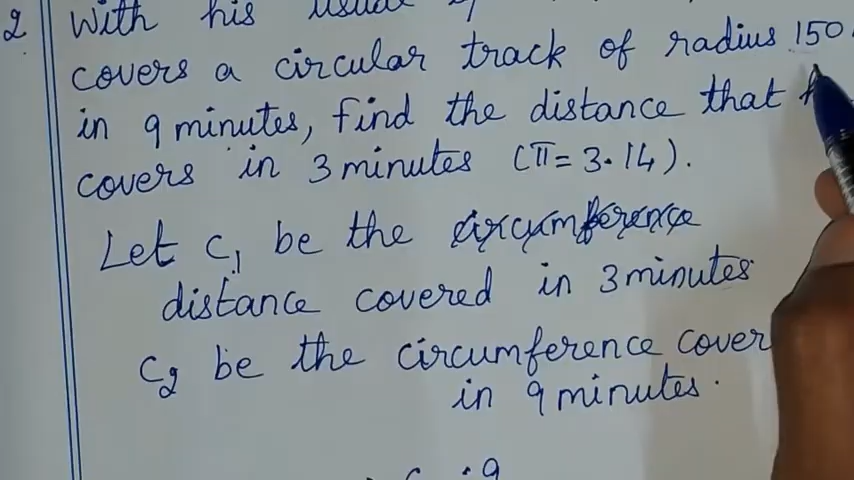 2 With his usual
covers a circular track of radius 150
in 9 minutes, find the distance that
covers in 3 minutes (π = 3.14).
Let C1 be the circumference
distance covered in 3 minutes
C2 be the circumference cover
in 9 minutes.
: 9